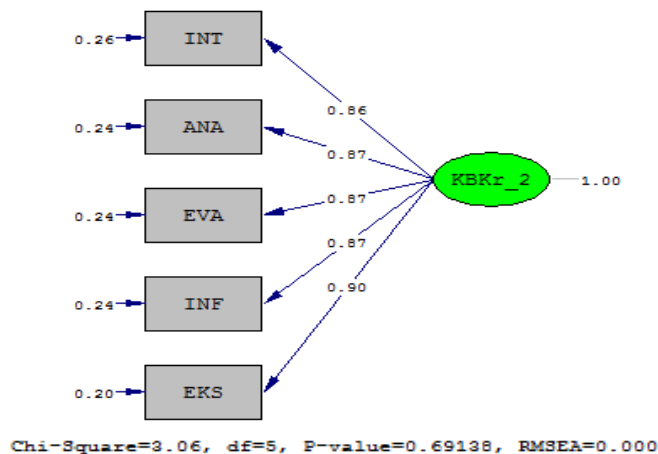 0.26 INT
0.86
0.24 ANA
0.87
KBKr_2 1.00
0.24 EVA
0.87
0.87
0.24 INF
0.90
0.20 EKS
Chi-Square=3.06, df=5, P-value=0.69138, RMSEA=0.000